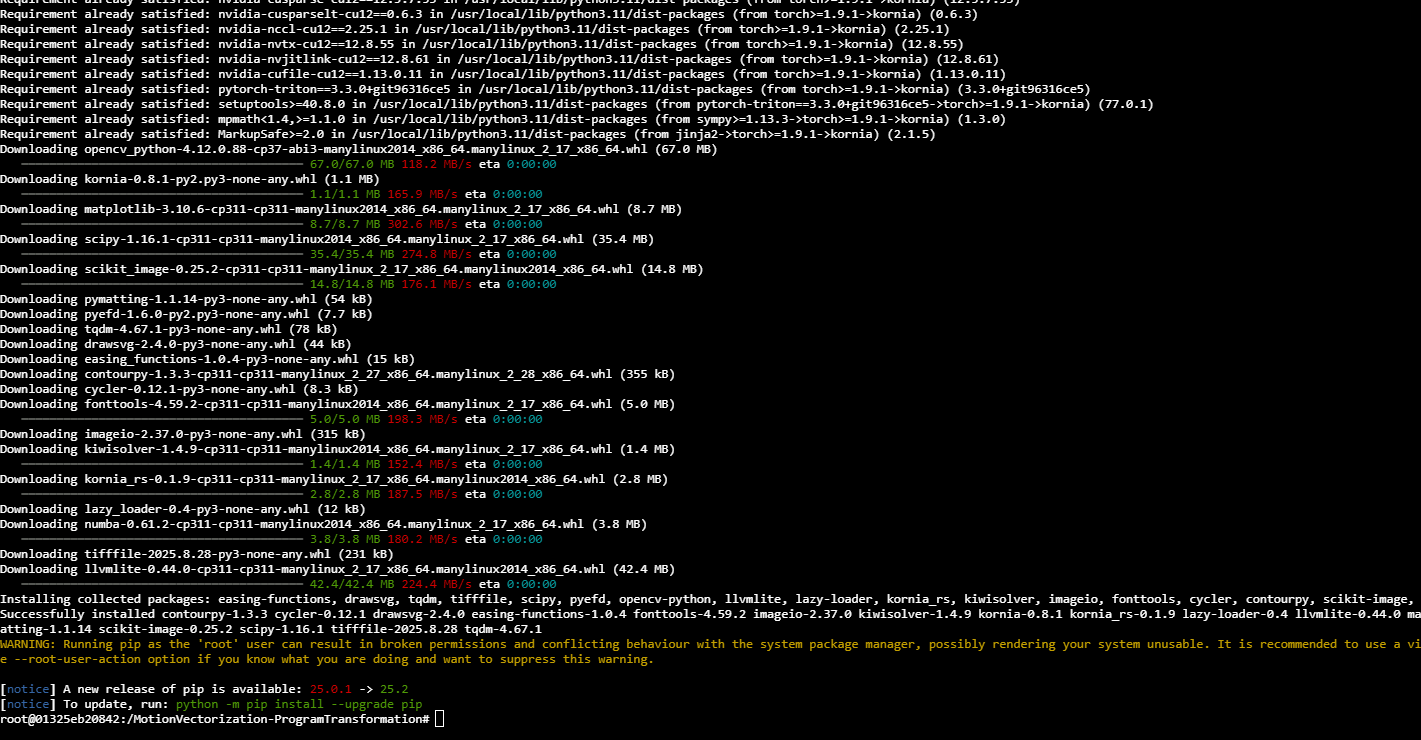 Requirement already satisfied: nvidia-cusparse-cu12==12.5.7.53 in /usr/local/lib/python3.11/dist-packages (from torch>=1.9.1->kornia) (12.5.7.53)
Requirement already satisfied: nvidia-cusparselt-cu12==0.6.3 in /usr/local/lib/python3.11/dist-packages (from torch>=1.9.1->kornia) (0.6.3)
Requirement already satisfied: nvidia-nccl-cu12==2.25.1 in /usr/local/lib/python3.11/dist-packages (from torch>=1.9.1->kornia) (2.25.1)
Requirement already satisfied: nvidia-nvtx-cu12==12.8.55 in /usr/local/lib/python3.11/dist-packages (from torch>=1.9.1->kornia) (12.8.55)
Requirement already satisfied: nvidia-nvjitlink-cu12==12.8.61 in /usr/local/lib/python3.11/dist-packages (from torch>=1.9.1->kornia) (12.8.61)
Requirement already satisfied: nvidia-cufile-cu12==1.13.0.11 in /usr/local/lib/python3.11/dist-packages (from torch>=1.9.1->kornia) (1.13.0.11)
Requirement already satisfied: pytorch-triton==3.3.0+git96316ce5 in /usr/local/lib/python3.11/dist-packages (from torch>=1.9.1->kornia) (3.3.0+git96316ce5)
Requirement already satisfied: setuptools>=40.8.0 in /usr/local/lib/python3.11/dist-packages (from pytorch-triton==3.3.0+git96316ce5->torch>=1.9.1->kornia) (77.0.1)
Requirement already satisfied: mpmath<1.4,>=1.1.0 in /usr/local/lib/python3.11/dist-packages (from sympy>=1.13.3->torch>=1.9.1->kornia) (1.3.0)
Requirement already satisfied: MarkupSafe>=2.0 in /usr/local/lib/python3.11/dist-packages (from jinja2->torch>=1.9.1->kornia) (2.1.5)
Downloading opencv_python-4.12.0.88-cp37-abi3-manylinux2014_x86_64.manylinux_2_17_x86_64.whl (67.0 MB)
67.0/67.0 MB 118.2 MB/s eta 0:00:00
Downloading kornia-0.8.1-py2.py3-none-any.whl (1.1 MB)
1.1/1.1 MB 165.9 MB/s eta 0:00:00
Downloading matplotlib-3.10.6-cp311-cp311-manylinux2014_x86_64.manylinux_2_17_x86_64.whl (8.7 MB)
8.7/8.7 MB 302.6 MB/s eta 0:00:00
Downloading scipy-1.16.1-cp311-cp311-manylinux2014_x86_64.manylinux_2_17_x86_64.whl (35.4 MB)
35.4/35.4 MB 274.8 MB/s eta 0:00:00
Downloading scikit_image-0.25.2-cp311-cp311-manylinux_2_17_x86_64.manylinux2014_x86_64.whl (14.8 MB)
14.8/14.8 MB 176.1 MB/s eta 0:00:00
Downloading pymatting-1.1.14-py3-none-any.whl (54 kB)
Downloading pyefd-1.6.0-py2.py3-none-any.whl (7.7 kB)
Downloading tqdm-4.67.1-py3-none-any.whl (78 kB)
Downloading drawsvg-2.4.0-py3-none-any.whl (44 kB)
Downloading easing_functions-1.0.4-py3-none-any.whl (15 kB)
Downloading contourpy-1.3.3-cp311-cp311-manylinux_2_27_x86_64.manylinux_2_28_x86_64.whl (355 kB)
Downloading cycler-0.12.1-py3-none-any.whl (8.3 kB)
Downloading fonttools-4.59.2-cp311-cp311-manylinux2014_x86_64.manylinux_2_17_x86_64.whl (5.0 MB)
5.0/5.0 MB 198.3 MB/s eta 0:00:00
Downloading imageio-2.37.0-py3-none-any.whl (315 kB)
Downloading kiwisolver-1.4.9-cp311-cp311-manylinux2014_x86_64.manylinux_2_17_x86_64.whl (1.4 MB)
1.4/1.4 MB 152.4 MB/s eta 0:00:00
Downloading kornia_rs-0.1.9-cp311-cp311-manylinux_2_17_x86_64.manylinux2014_x86_64.whl (2.8 MB)
2.8/2.8 MB 187.5 MB/s eta 0:00:00
Downloading lazy_loader-0.4-py3-none-any.whl (12 kB)
Downloading numba-0.61.2-cp311-cp311-manylinux2014_x86_64.manylinux_2_17_x86_64.whl (3.8 MB)
3.8/3.8 MB 180.2 MB/s eta 0:00:00
Downloading tifffile-2025.8.28-py3-none-any.whl (231 kB)
Downloading llvmlite-0.44.0-cp311-cp311-manylinux_2_17_x86_64.manylinux2014_x86_64.whl (42.4 MB)
42.4/42.4 MB 224.4 MB/s eta 0:00:00
Installing collected packages: easing-functions, drawsvg, tqdm, tifffile, scipy, pyefd, opencv-python, llvmlite, lazy-loader, kornia_rs, kiwisolver, imageio, fonttools, cycler, contourpy, scikit-image,
Successfully installed contourpy-1.3.3 cycler-0.12.1 drawsvg-2.4.0 easing-functions-1.0.4 fonttools-4.59.2 imageio-2.37.0 kiwisolver-1.4.9 kornia-0.8.1 kornia_rs-0.1.9 lazy-loader-0.4 llvmlite-0.44.0 ma
atting-1.1.14 scikit-image-0.25.2 scipy-1.16.1 tifffile-2025.8.28 tqdm-4.67.1
WARNING: Running pip as the 'root' user can result in broken permissions and conflicting behaviour with the system package manager, possibly rendering your system unusable. It is recommended to use a vi
e --root-user-action option if you know what you are doing and want to suppress this warning.
[notice] A new release of pip is available: 25.0.1 -> 25.2
[notice] To update, run: python -m pip install --upgrade pip
root@01325eb20842:/MotionVectorization-ProgramTransformation#